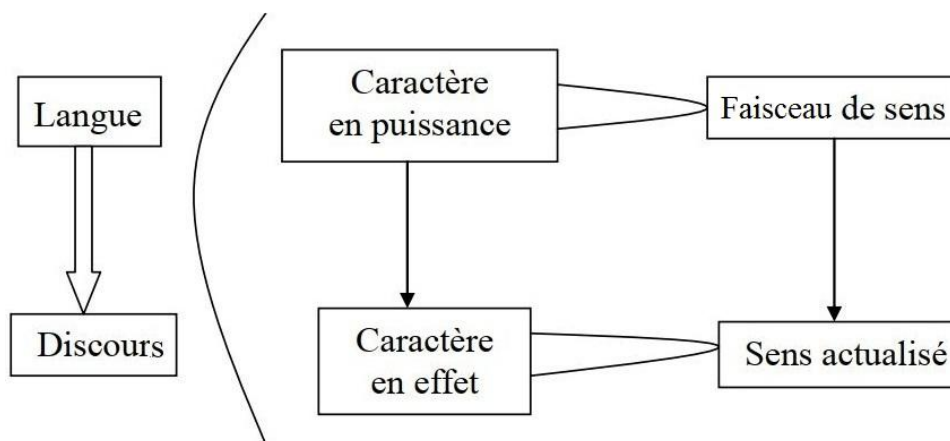 Langue
Caractère
en puissance
Faisceau de sens
Discours
Caractère
en effet
Sens actualisé